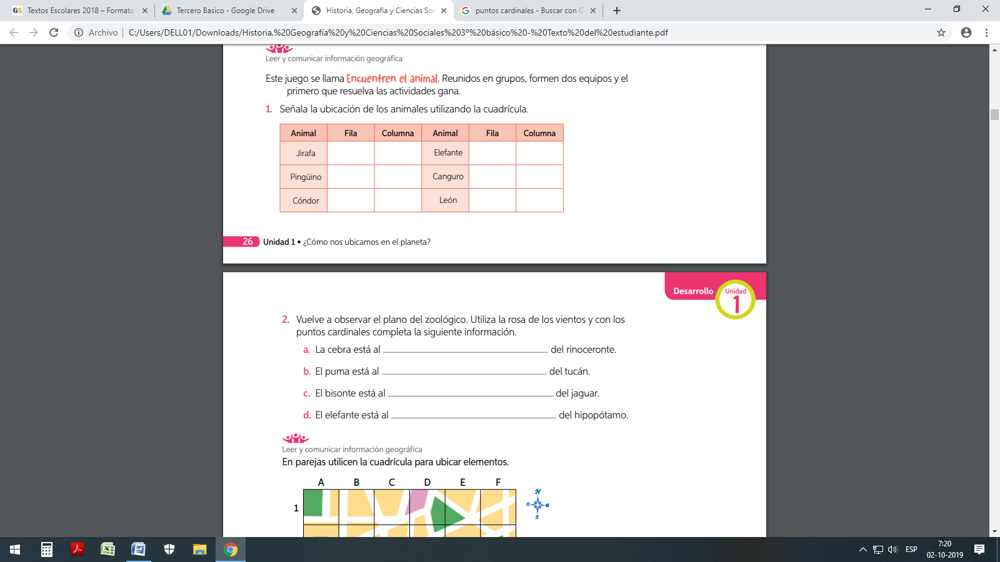 Textos Escolares 2018 – Formato
Tercero Basico - Google Drive
Historia, Geografía y Ciencias Soc
puntos cardinales - Buscar con G
Archivo
C:/Users/DELL01/Downloads/Historia,%20Geografía%20y%20Ciencias%20Sociales%203º%20básico%20-%20Texto%20del%20estudiante.pdf
Leer y comunicar información geográfica
Este juego se llama Encuentren el animal. Reunidos en grupos, formen dos equipos y el
primero que resuelva las actividades gana.
1. Señala la ubicación de los animales utilizando la cuadrícula.
Animal Fila Columna Animal Fila Columna
Jirafa Elefante
Pingüino Canguro
Cóndor León
26 Unidad 1 • ¿Cómo nos ubicamos en el planeta?
Desarrollo
Unidad
1
2. Vuelve a observar el plano del zoológico. Utiliza la rosa de los vientos y con los
puntos cardinales completa la siguiente información.
a. La cebra está al ______ del rinoceronte.
b. El puma está al ______ del tucán.
c. El bisonte está al ______ del jaguar.
d. El elefante está al ______ del hipopótamo.
Leer y comunicar información geográfica
En parejas utilicen la cuadrícula para ubicar elementos.
A B C D E F
N
1
O E
S
ESP
7:20
02-10-2019